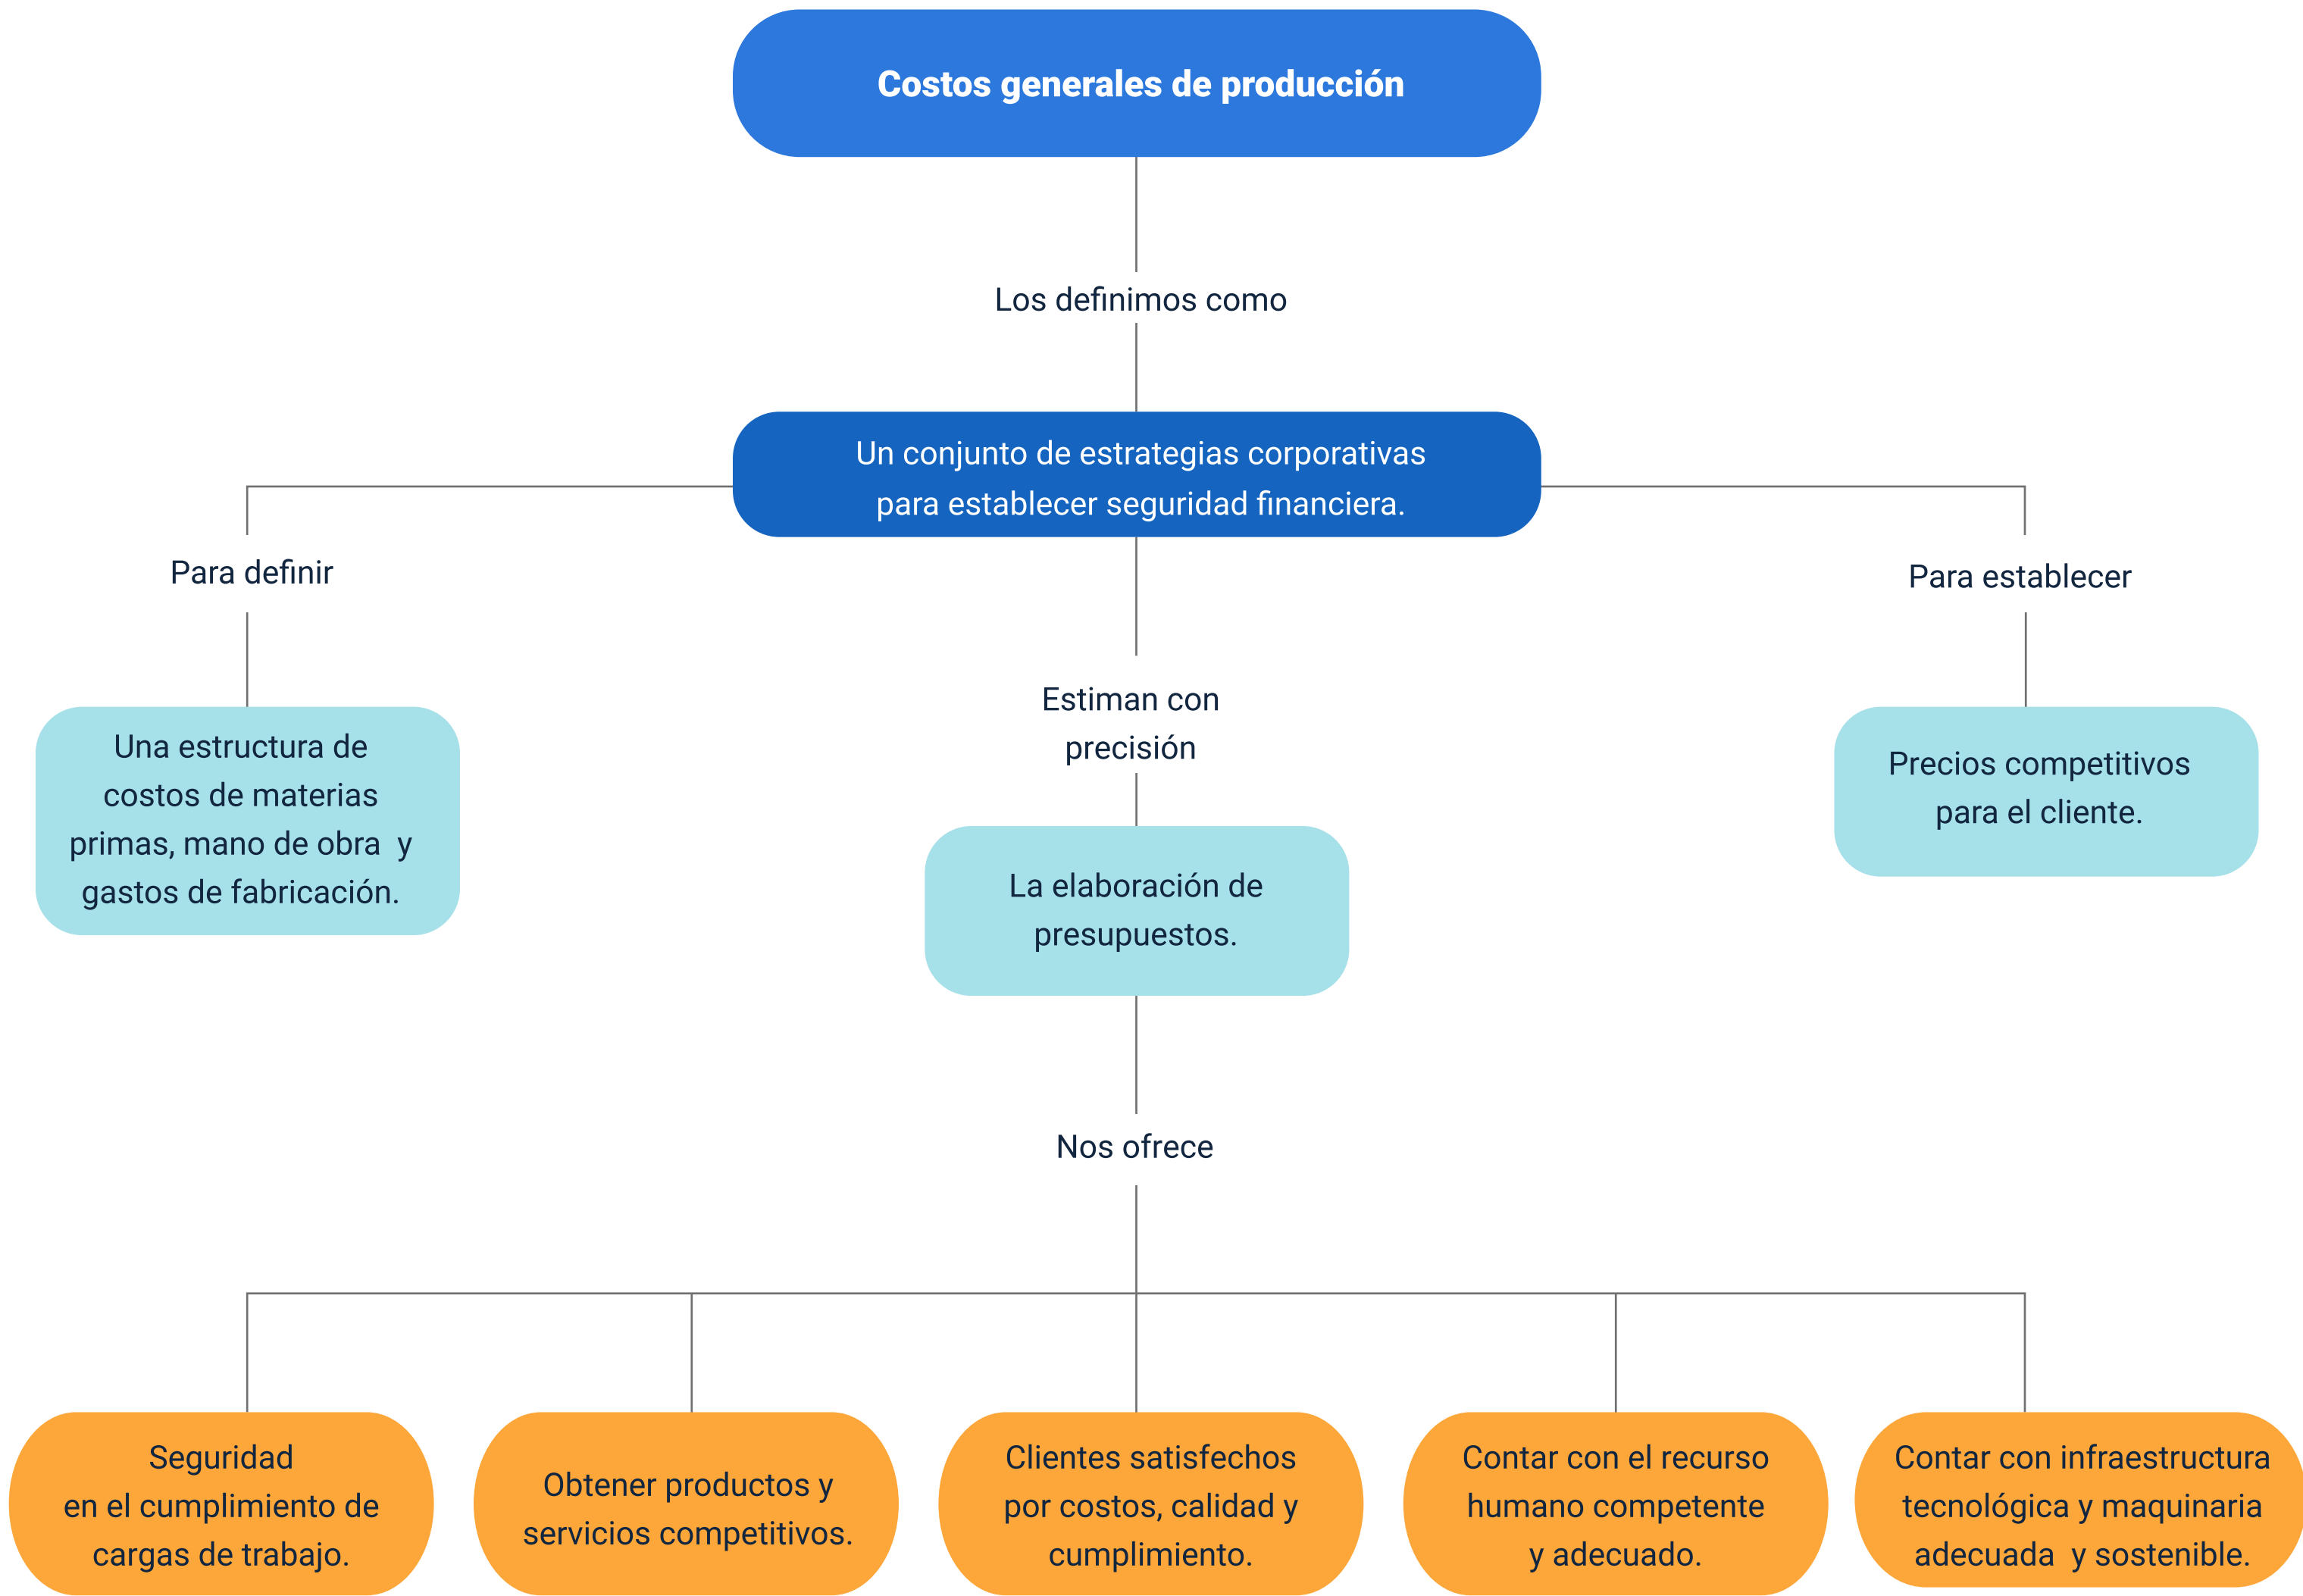 Costos generales de producción
Los definimos como
Un conjunto de estrategias corporativas
para establecer seguridad financiera.
Para definir
Para establecer
Estiman con
precisión
Una estructura de
costos de materias
primas, mano de obra  y
gastos de fabricación.
Precios competitivos
para el cliente.
La elaboración de
presupuestos.
Nos ofrece
Seguridad
en el cumplimiento de
cargas de trabajo.
Obtener productos y
servicios competitivos.
Clientes satisfechos
por costos, calidad y
cumplimiento.
Contar con el recurso
humano competente
y adecuado.
Contar con infraestructura
tecnológica y maquinaria
adecuada  y sostenible.